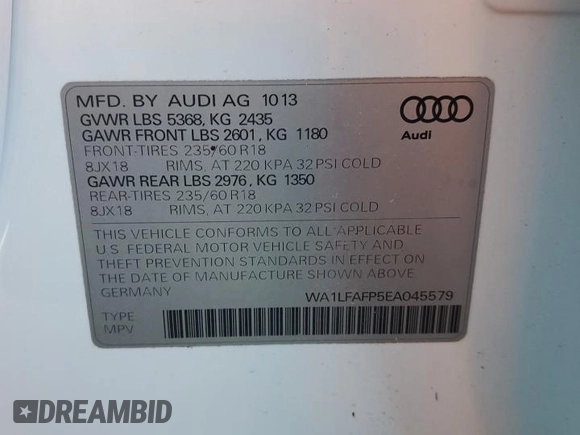 MFD. BY AUDI AG 1013
GVWR LBS 5368, KG 2435
GAWR FRONT LBS 2601, KG 1180
FRONT-TIRES 235/60 R18
8JX18 RIMS, AT 220 KPA 32 PSI COLD
GAWR REAR LBS 2976, KG 1350
REAR-TIRES 235/60 R18
8JX18 RIMS, AT 220 KPA 32 PSI COLD
Audi
THIS VEHICLE CONFORMS TO ALL APPLICABLE
U.S. FEDERAL MOTOR VEHICLE SAFETY AND
THEFT PREVENTION STANDARDS IN EFFECT ON
THE DATE OF MANUFACTURE SHOWN ABOVE
GERMANY WA1LFAFP5EA045579
TYPE
MPV
DREAMBID